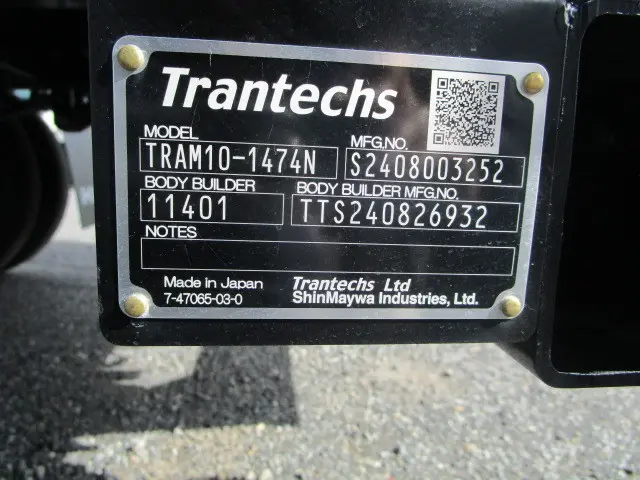 Trantechs
MODEL MFG.NO.
TRAM10-1474N S2408003252
BODY BUILDER BODY BUILDER MFG.NO.
11401 TTS240826932
NOTES
Made in Japan Trantechs Ltd
7-47065-03-0 ShinMaywa Industries, Ltd.